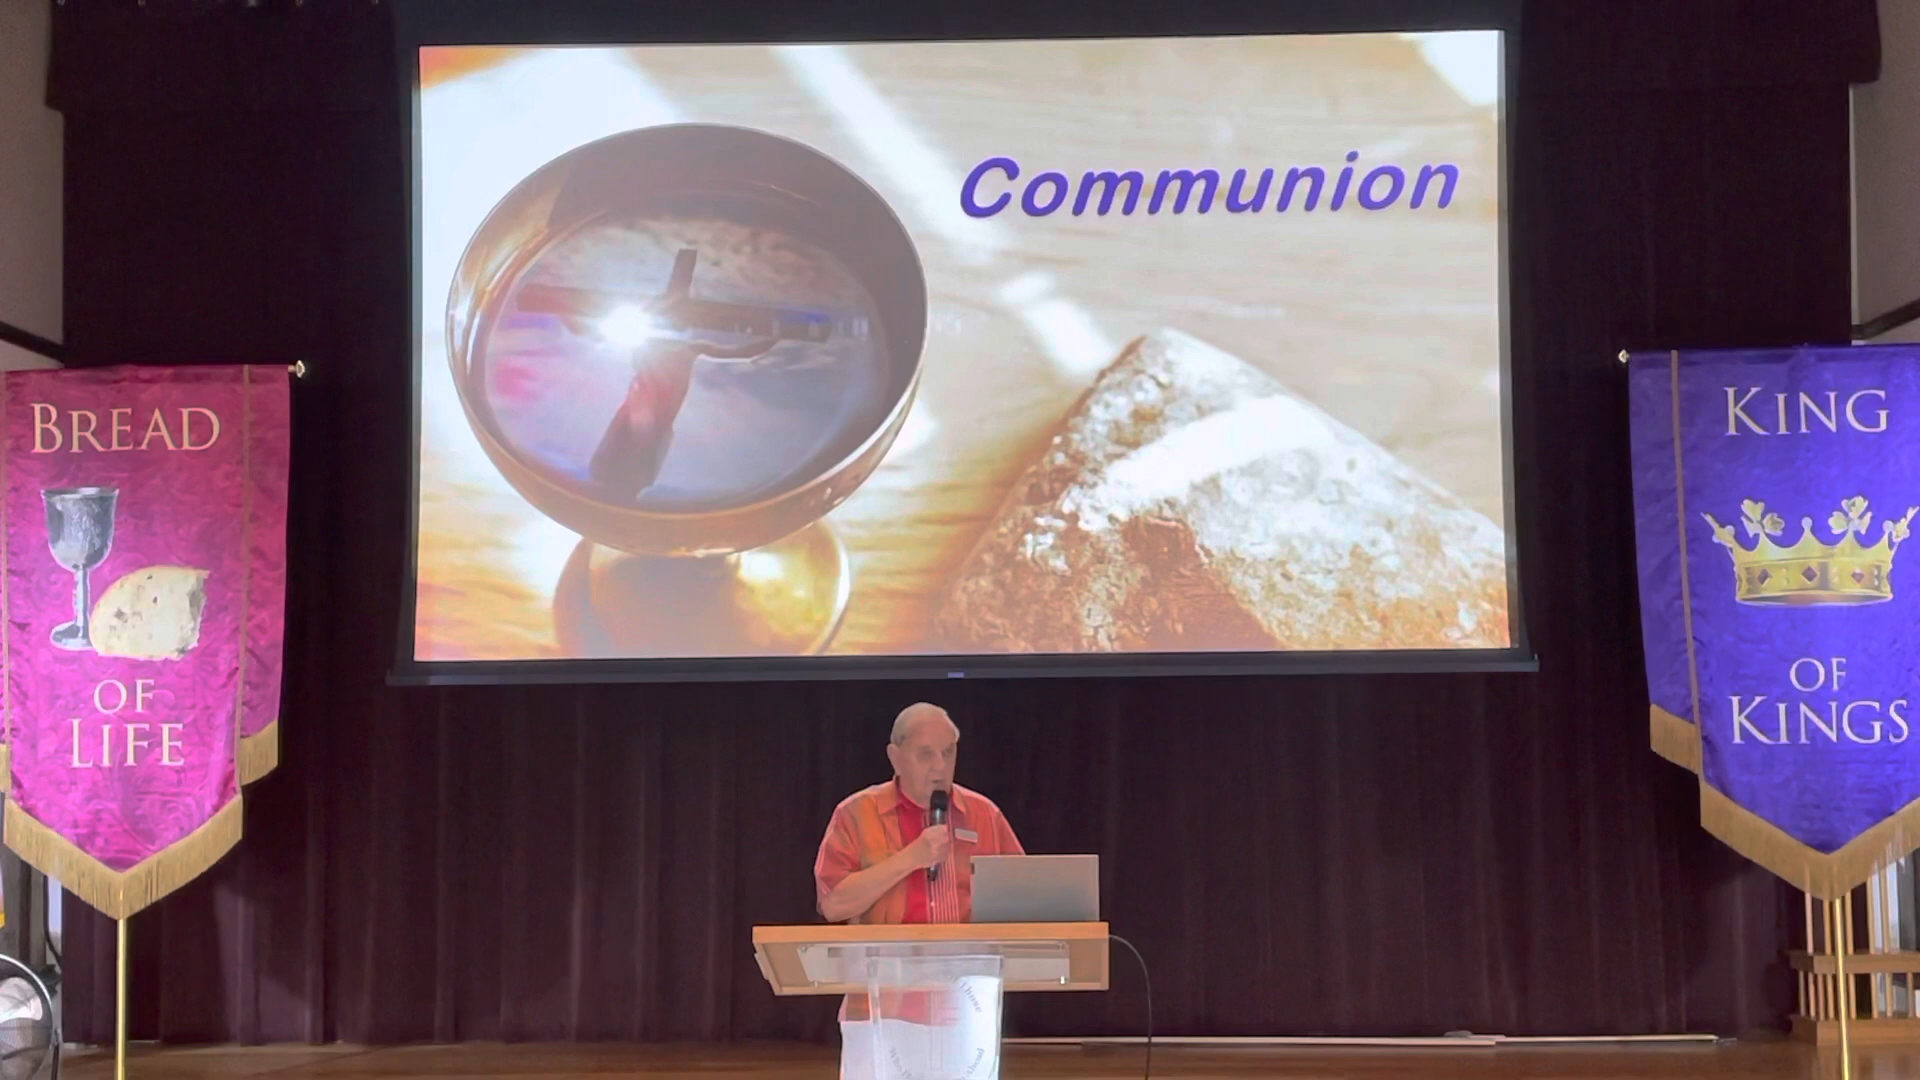 Communion
BREAD
OF
LIFE
KING
OF
KINGS